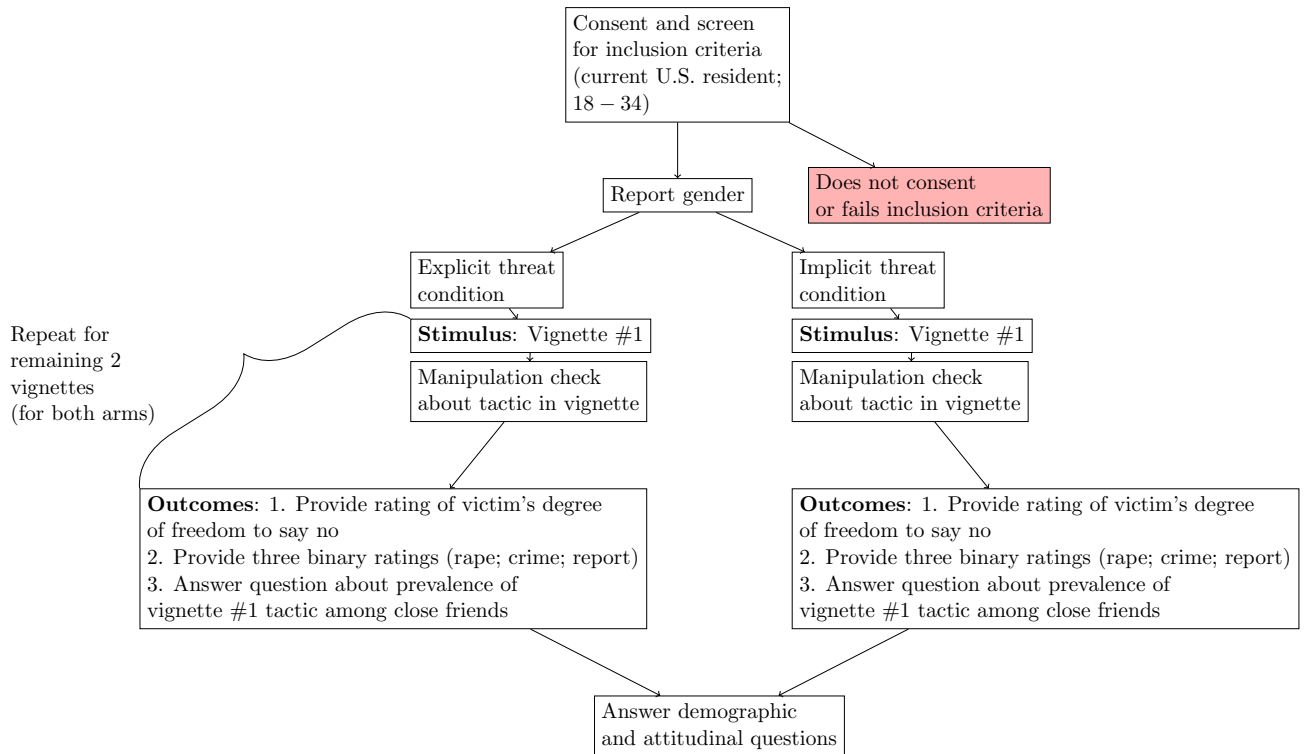 Consent and screen
for inclusion criteria
(current U.S. resident;
18 – 34)
Report gender
Does not consent
or fails inclusion criteria
Explicit threat
condition
Implicit threat
condition
Repeat for
remaining 2
vignettes
(for both arms)
Stimulus: Vignette #1
Stimulus: Vignette #1
Manipulation check
about tactic in vignette
Manipulation check
about tactic in vignette
Outcomes: 1. Provide rating of victim's degree
of freedom to say no
2. Provide three binary ratings (rape; crime; report)
3. Answer question about prevalence of
vignette #1 tactic among close friends
Outcomes: 1. Provide rating of victim's degree
of freedom to say no
2. Provide three binary ratings (rape; crime; report)
3. Answer question about prevalence of
vignette #1 tactic among close friends
Answer demographic
and attitudinal questions